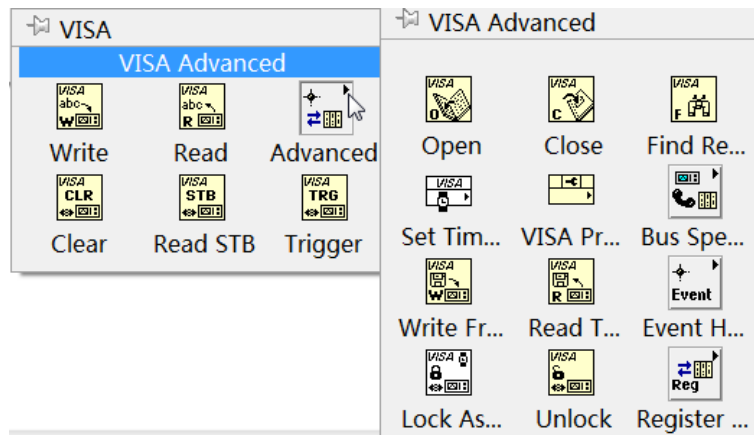 VISA
VISA Advanced
VISA abc W
VISA abc R
Write
Read
Advanced
VISA CLR
VISA STB
VISA TRG
Clear
Read STB
Trigger
VISA Advanced
VISA O
VISA C
VISA F
Open
Close
Find Re...
VISA
Set Tim...
VISA Pr...
Bus Spe...
VISA W
VISA R
Event
Write Fr...
Read T...
Event H...
VISA
VISA
Reg
Lock As...
Unlock
Register ...